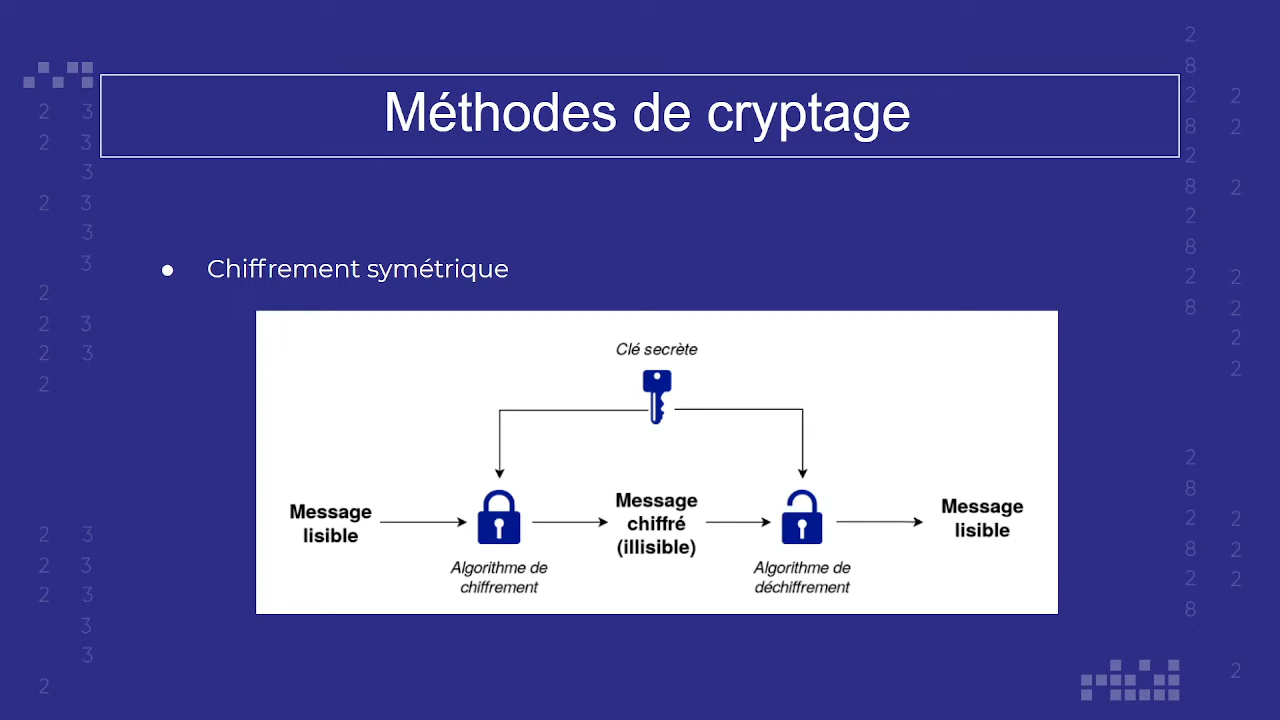 Méthodes de cryptage
● Chiffrement symétrique
Clé secrète
Message
lisible
Algorithme de
chiffrement
Message
chiffré
(illisible)
Algorithme de
déchiffrement
Message
lisible